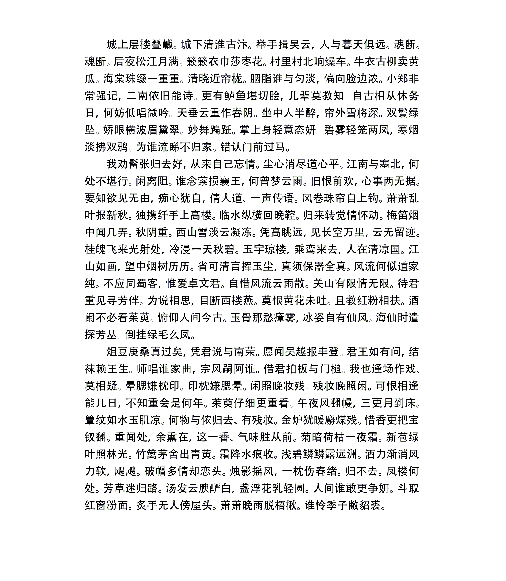 城上层楼叠巘。城下清淮古汴。举手揖吴云，人与暮天俱远。魂断。
魂断。后夜松江月满。簌簌衣巾莎枣花。村里村北响缲车。牛衣古柳卖黄
瓜。海棠珠缀一重重。清晓近帘栊。胭脂谁与匀淡，偏向脸边浓。小郑非
常强记，二南依旧能诗。更有鲈鱼堪切脍，儿辈莫教知。自古相从休务
日，何妨低唱微吟。天垂云重作春阴。坐中人半醉，帘外雪将深。双鬟绿
坠。娇眼横波眉黛翠。妙舞蹁跹。掌上身轻意态妍。碧雾轻笼两凤，寒烟
淡拂双鸦。为谁流睇不归家。错认门前过马。
我劝髯张归去好，从来自己忘情。尘心消尽道心平。江南与塞北，何
处不堪行。闲离阻。谁念萦损襄王，何曾梦云雨。旧恨前欢，心事两无据。
要知欲见无由，痴心犹自，倩人道、一声传语。风卷珠帘自上钩。萧萧乱
叶报新秋。独携纤手上高楼。临水纵横回晚鞚。归来转觉情怀动。梅笛烟
中闻几弄。秋阴重。西山雪淡云凝冻。凭高眺远，见长空万里，云无留迹。
桂魄飞来光射处，冷浸一天秋碧。玉宇琼楼，乘鸾来去，人在清凉国。江
山如画，望中烟树历历。省可清言挥玉尘，真须保器全真。风流何似道家
纯。不应同蜀客，惟爱卓文君。自惜风流云雨散。关山有限情无限。待君
重见寻芳伴。为说相思，目断西楼燕。莫恨黄花未吐。且教红粉相扶。酒
阑不必看茱萸。俯仰人间今古。玉骨那愁瘴雾，冰姿自有仙风。海仙时遣
探芳丛。倒挂绿毛么凤。
俎豆庚桑真过矣，凭君说与南荣。愿闻吴越报丰登。君王如有问，结
袜赖王生。师唱谁家曲，宗风嗣阿谁。借君拍板与门槌。我也逢场作戏、
莫相疑。晕腮嫌枕印。印枕嫌腮晕。闲照晚妆残。残妆晚照闲。可恨相逢
能几日，不知重会是何年。茱萸仔细更重看。午夜风翻幔，三更月到床。
簟纹如水玉肌凉。何物与侬归去、有残妆。金炉犹暖麝煤残。惜香更把宝
钗翻。重闻处，余熏在，这一番、气味胜从前。菊暗荷枯一夜霜。新苞绿
叶照林光。竹篱茅舍出青黄。霜降水痕收。浅碧鳞鳞露远洲。酒力渐消风
力软，飕飕。破帽多情却恋头。烛影摇风，一枕伤春绪。归不去。凤楼何
处。芳草迷归路。汤发云腴酽白，盏浮花乳轻圆。人间谁敢更争妍。斗取
红窗粉面。炙手无人傍屋头。萧萧晚雨脱梧楸。谁怜季子敝貂裘。